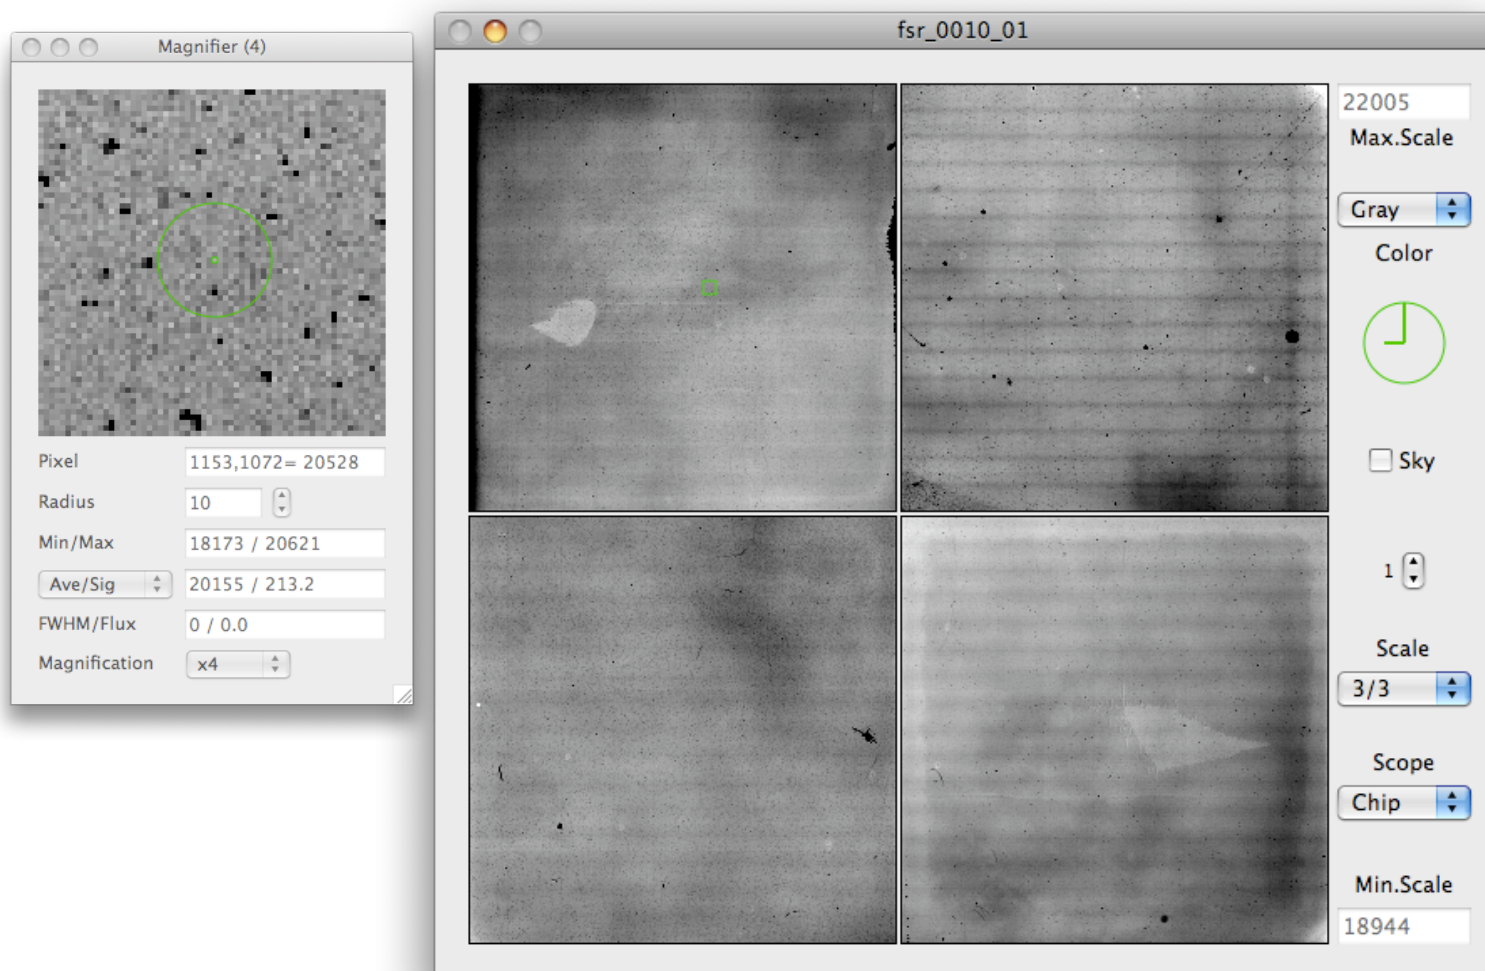 Magnifier (4)
Pixel 1153,1072= 20528
Radius 10
Min/Max 18173 / 20621
Ave/Sig 20155 / 213.2
FWHM/Flux 0 / 0.0
Magnification x4
fsr_0010_01
22005
Max.Scale
Gray
Color
Sky
1
Scale
3/3
Scope
Chip
Min.Scale
18944